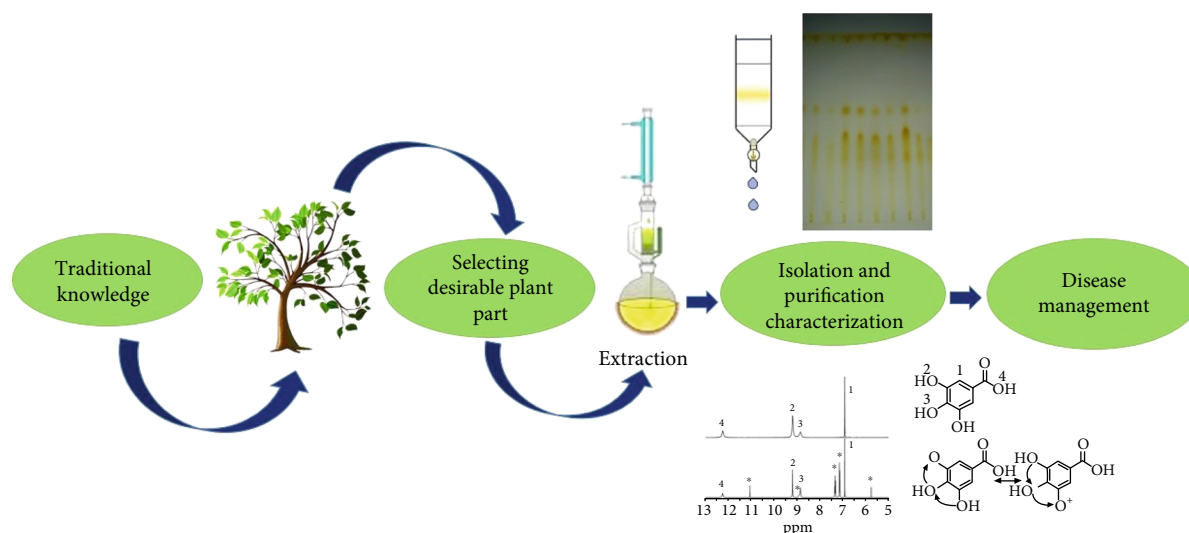 Traditional
knowledge
Selecting
desirable plant
part
Extraction
Isolation and
purification
characterization
Disease
management
4
2
3
1
4
*
2
*
3
*
*
1
*
13 12 11 10 9 8 7 6 5
ppm
2
1
O
4
HO
OH
3
HO
OH
O
O
OH
HO
OH
HO
O
OH
HO
O+